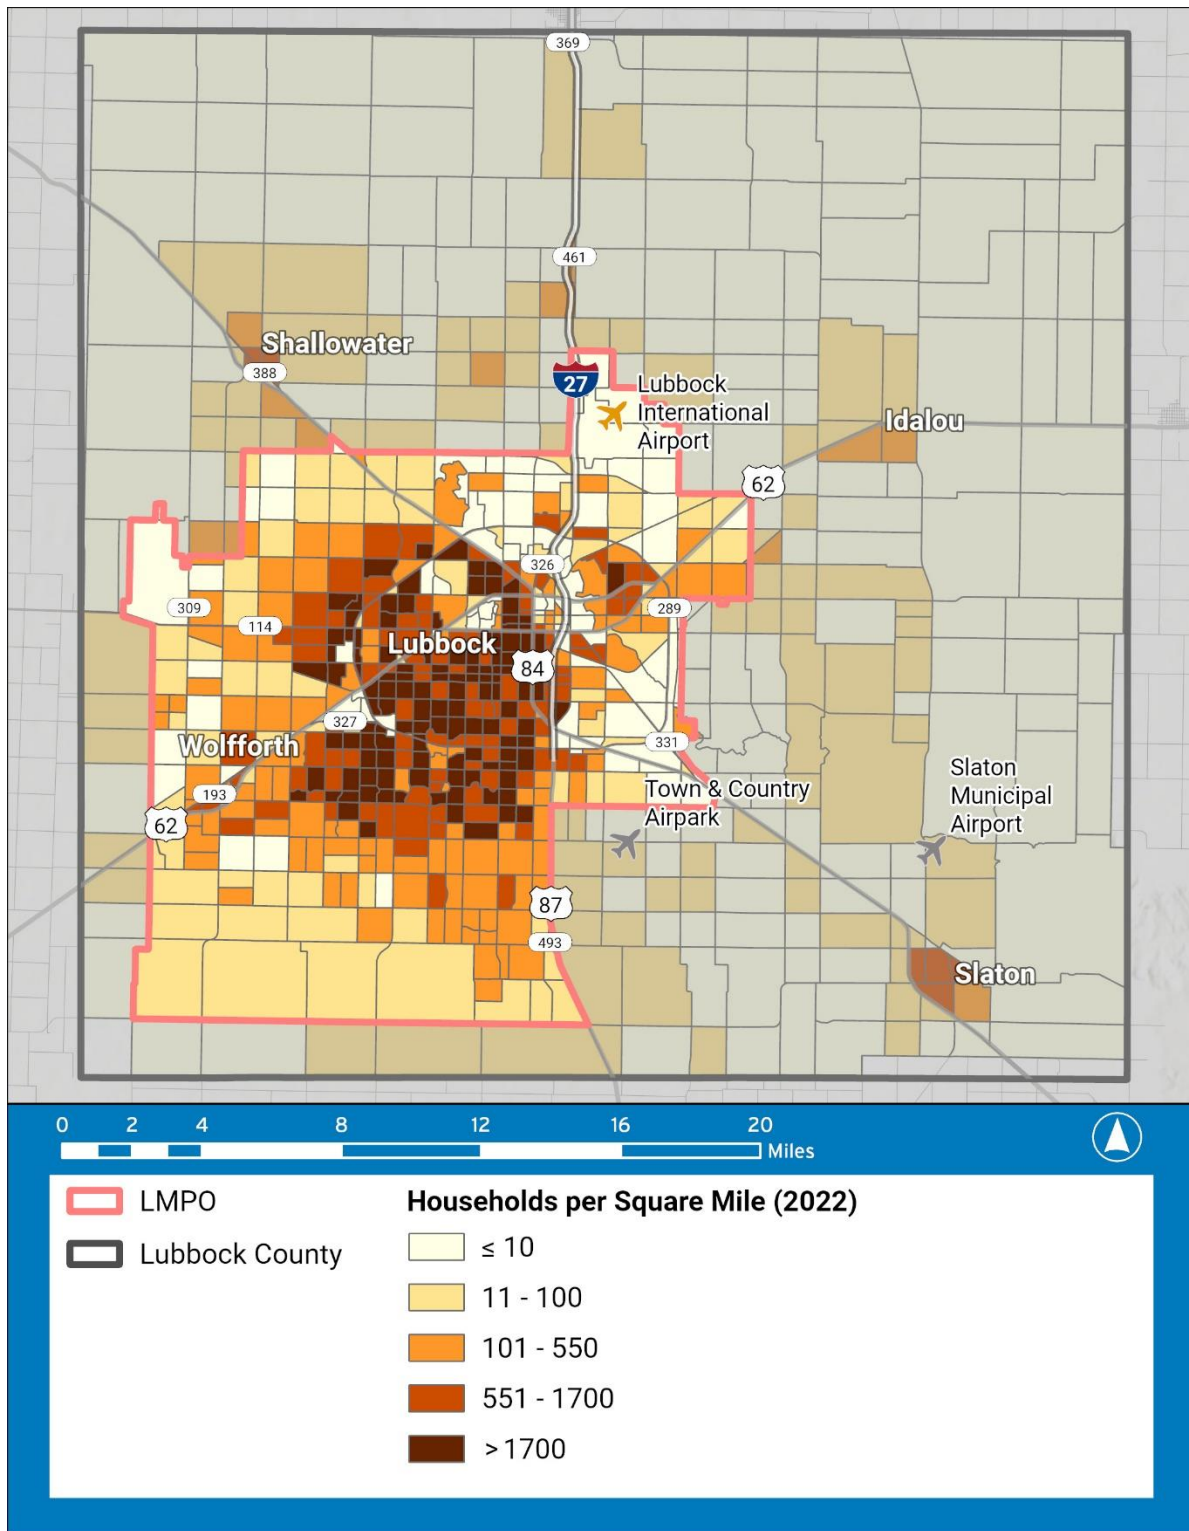 369
461
Shallowater
388
27
Lubbock
International
Airport
Idalou
62
326
309
289
114
Lubbock
84
327
Wolfforth
331
193
Town & Country
Airpark
Slaton
Municipal
Airport
62
87
493
Slaton
0 2 4 8 12 16 20
Miles
LMPO
Lubbock County
Households per Square Mile (2022)
≤ 10
11 - 100
101 - 550
551 - 1700
> 1700